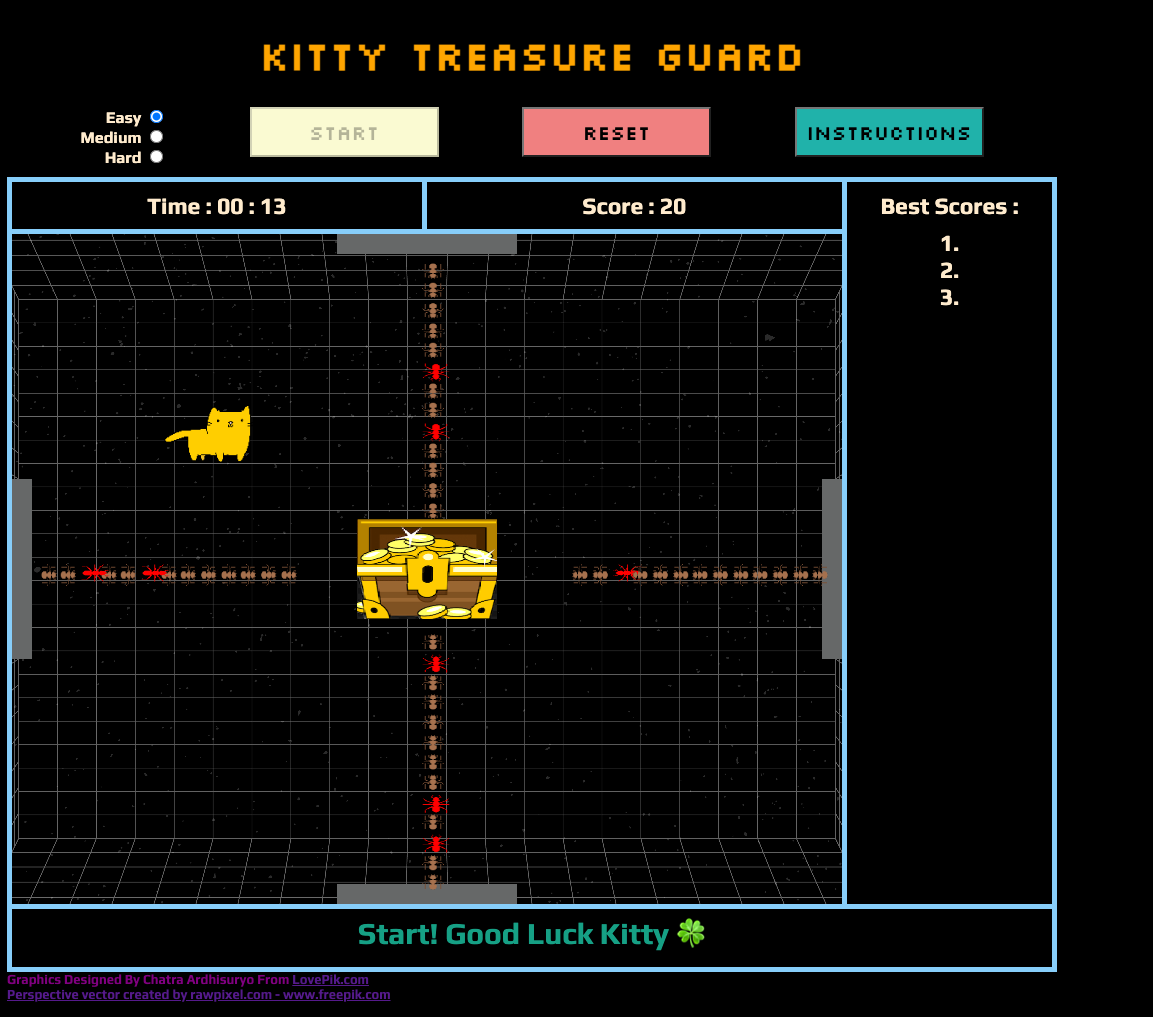 KITTY TREASURE GUARD
Easy
Medium
Hard
START
RESET
INSTRUCTIONS
Time : 00 : 13
Score : 20
Best Scores :
1.
2.
3.
Start! Good Luck Kitty 🍀
Graphics Designed By Chatra Ardhisuryo From LovePik.com
Perspective vector created by rawpixel.com - www.freepik.com